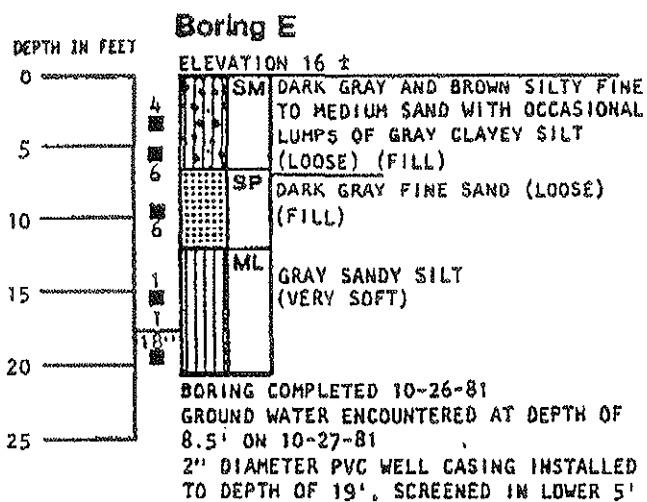 Boring E
DEPTH IN FEET
ELEVATION 16 ±
0
SM
DARK GRAY AND BROWN SILTY FINE
TO MEDIUM SAND WITH OCCASIONAL
LUMPS OF GRAY CLAYEY SILT
(LOOSE) (FILL)
4
5
6
SP
DARK GRAY FINE SAND (LOOSE)
(FILL)
10
6
ML
GRAY SANDY SILT
(VERY SOFT)
1
15
1
18"
20
25
BORING COMPLETED 10-26-81
GROUND WATER ENCOUNTERED AT DEPTH OF
8.5' ON 10-27-81
2" DIAMETER PVC WELL CASING INSTALLED
TO DEPTH OF 19', SCREENED IN LOWER 5'